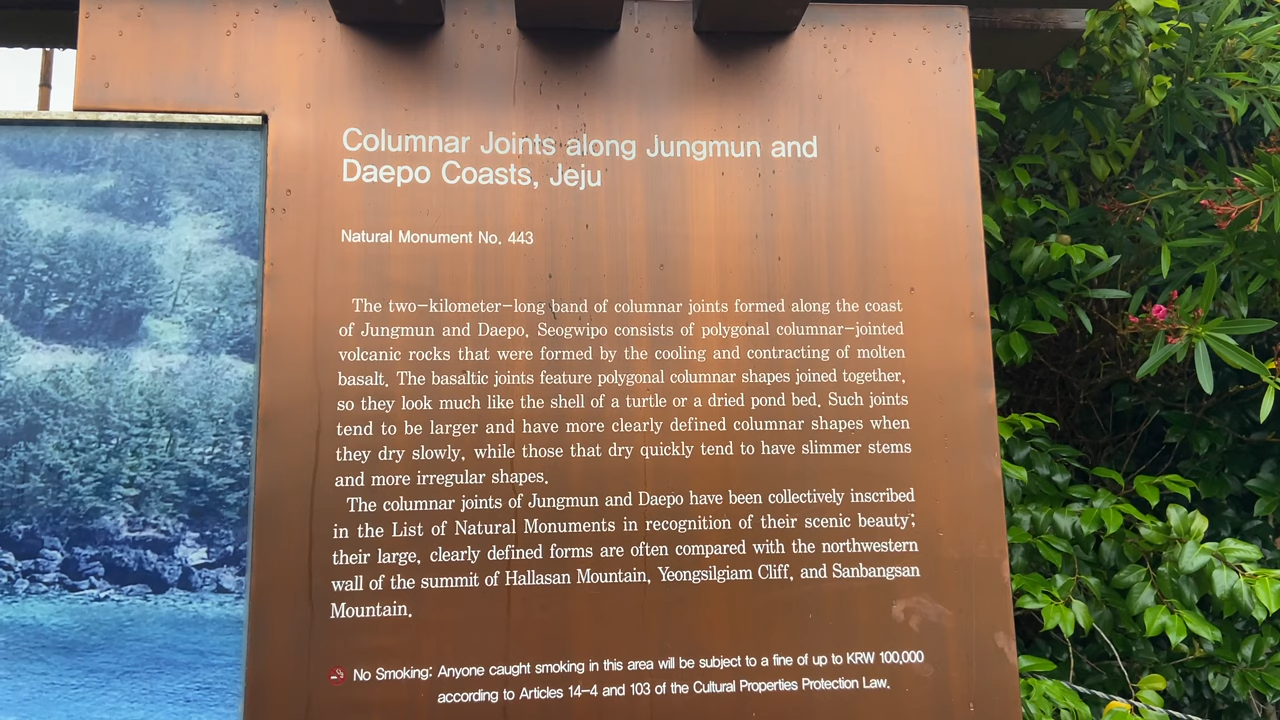 Columnar Joints along Jungmun and
Daepo Coasts, Jeju
Natural Monument No. 443
The two-kilometer-long band of columnar joints formed along the coast
of Jungmun and Daepo, Seogwipo consists of polygonal columnar-jointed
volcanic rocks that were formed by the cooling and contracting of molten
basalt. The basaltic joints feature polygonal columnar shapes joined together,
so they look much like the shell of a turtle or a dried pond bed. Such joints
tend to be larger and have more clearly defined columnar shapes when
they dry slowly, while those that dry quickly tend to have slimmer stems
and more irregular shapes.
The columnar joints of Jungmun and Daepo have been collectively inscribed
in the List of Natural Monuments in recognition of their scenic beauty;
their large, clearly defined forms are often compared with the northwestern
wall of the summit of Hallasan Mountain, Yeongsilgiam Cliff, and Sanbangsan
Mountain.
No Smoking: Anyone caught smoking in this area will be subject to a fine of up to KRW 100,000
according to Articles 14-4 and 103 of the Cultural Properties Protection Law.